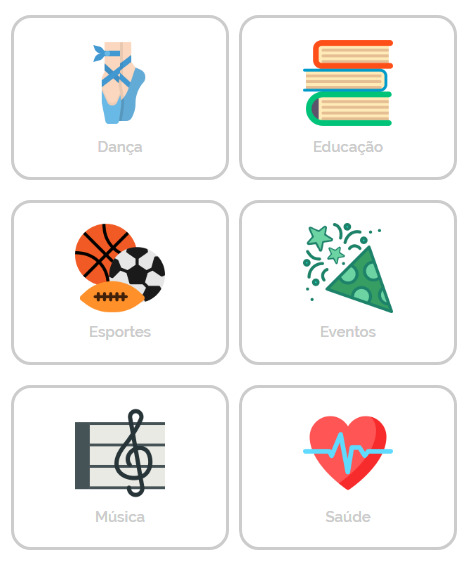 Dança
Educação
Esportes
Eventos
Música
Saúde